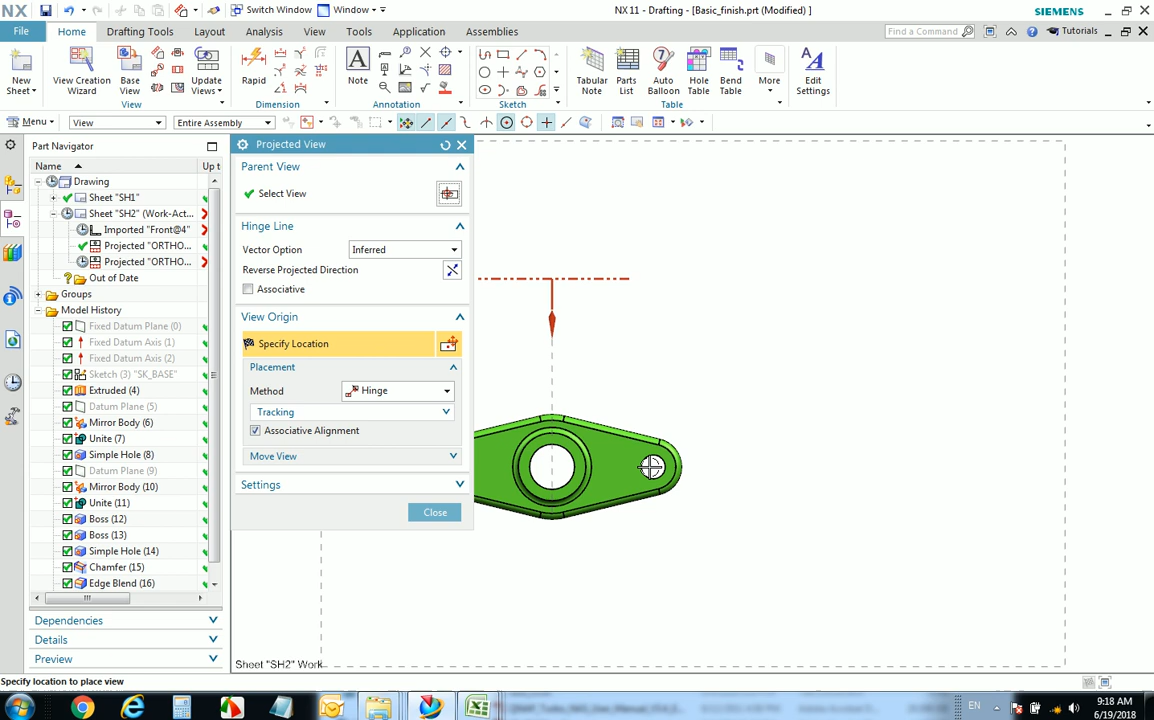 NX
Switch Window
Window
NX 11 - Drafting - [Basic_finish.prt (Modified) ]
SIEMENS
File
Home
Drafting Tools
Layout
Analysis
View
Tools
Application
Assemblies
Find a Command
Tutorials
New Sheet
View Creation Wizard
Base View
Update Views
View
Rapid
Dimension
Note
Annotation
Sketch
Tabular Note
Parts List
Auto Balloon
Hole Table
Bend Table
More
Table
Edit Settings
Menu
View
Entire Assembly
Part Navigator
Name
Up t
Drawing
Sheet "SH1"
Sheet "SH2" (Work-Act...
Imported "Front@4"
Projected "ORTHO...
Projected "ORTHO...
Out of Date
Groups
Model History
Fixed Datum Plane (0)
Fixed Datum Axis (1)
Fixed Datum Axis (2)
Sketch (3) "SK_BASE"
Extruded (4)
Datum Plane (5)
Mirror Body (6)
Unite (7)
Simple Hole (8)
Datum Plane (9)
Mirror Body (10)
Unite (11)
Boss (12)
Boss (13)
Simple Hole (14)
Chamfer (15)
Edge Blend (16)
Dependencies
Details
Preview
Projected View
Parent View
Select View
Hinge Line
Vector Option
Inferred
Reverse Projected Direction
Associative
View Origin
Specify Location
Placement
Method
Hinge
Tracking
Associative Alignment
Move View
Settings
Close
Sheet "SH2" Work
Specify location to place view
EN
9:18 AM
6/19/2018